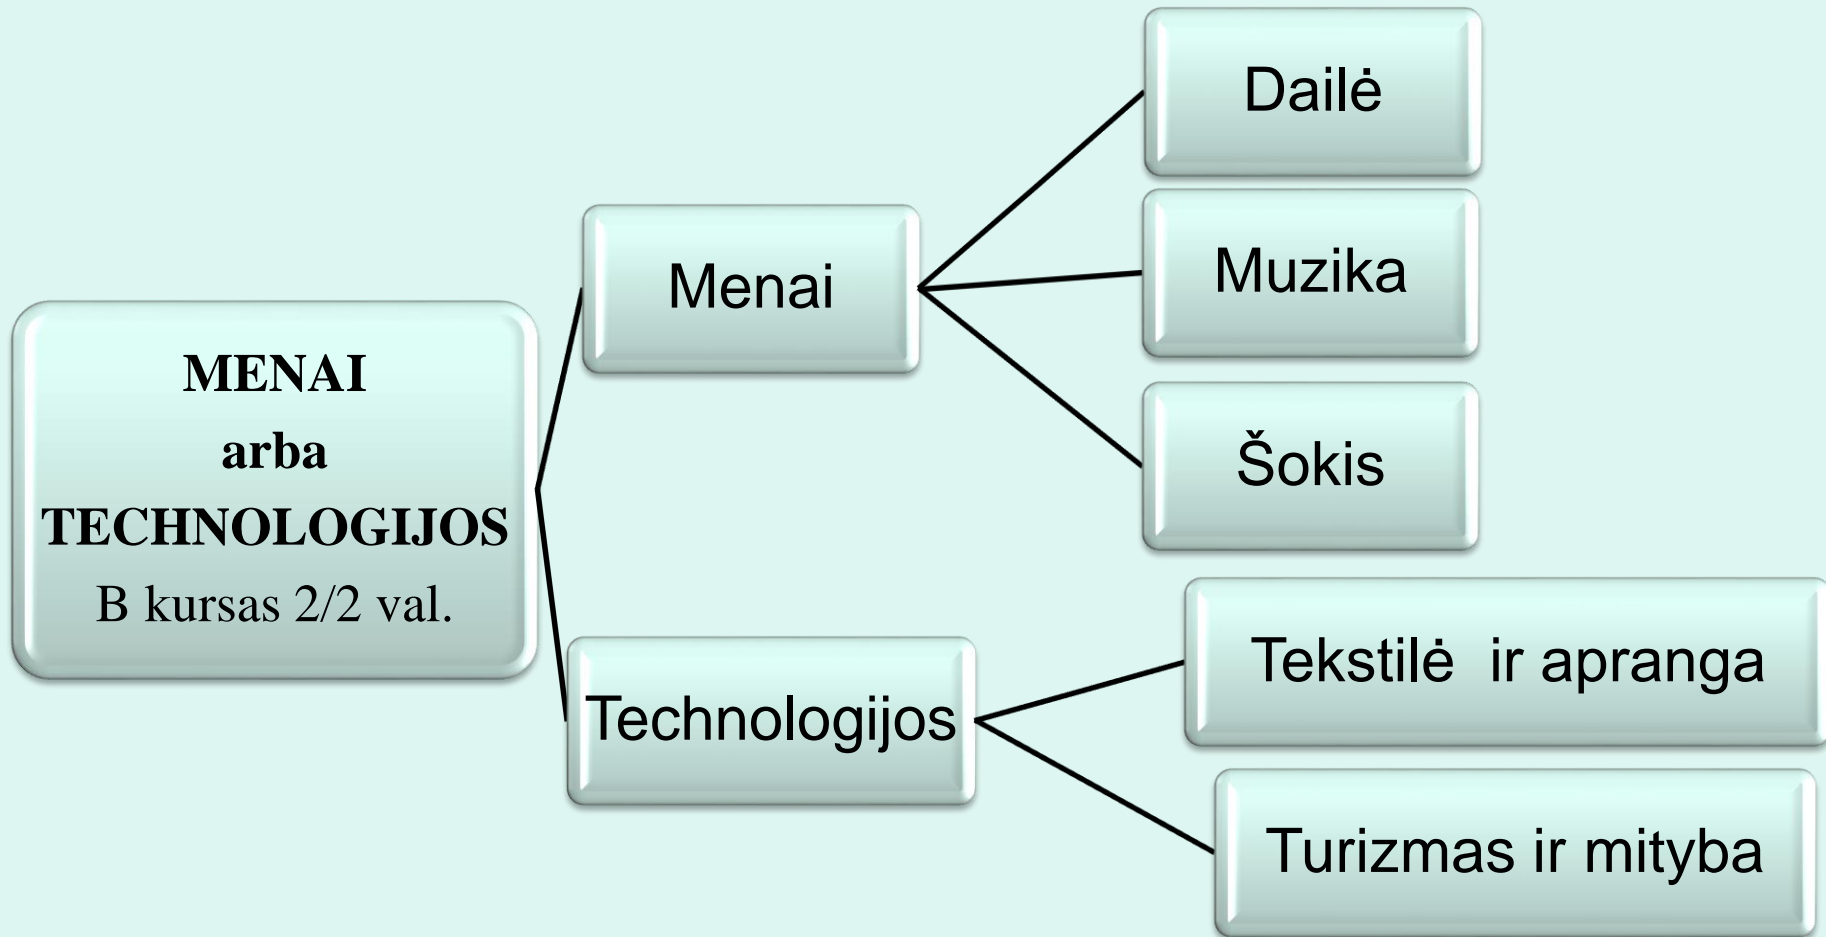 MENAI
arba
TECHNOLOGIJOS
B kursas 2/2 val.
Menai
Dailė
Muzika
Šokis
Technologijos
Tekstilė  ir apranga
Turizmas ir mityba